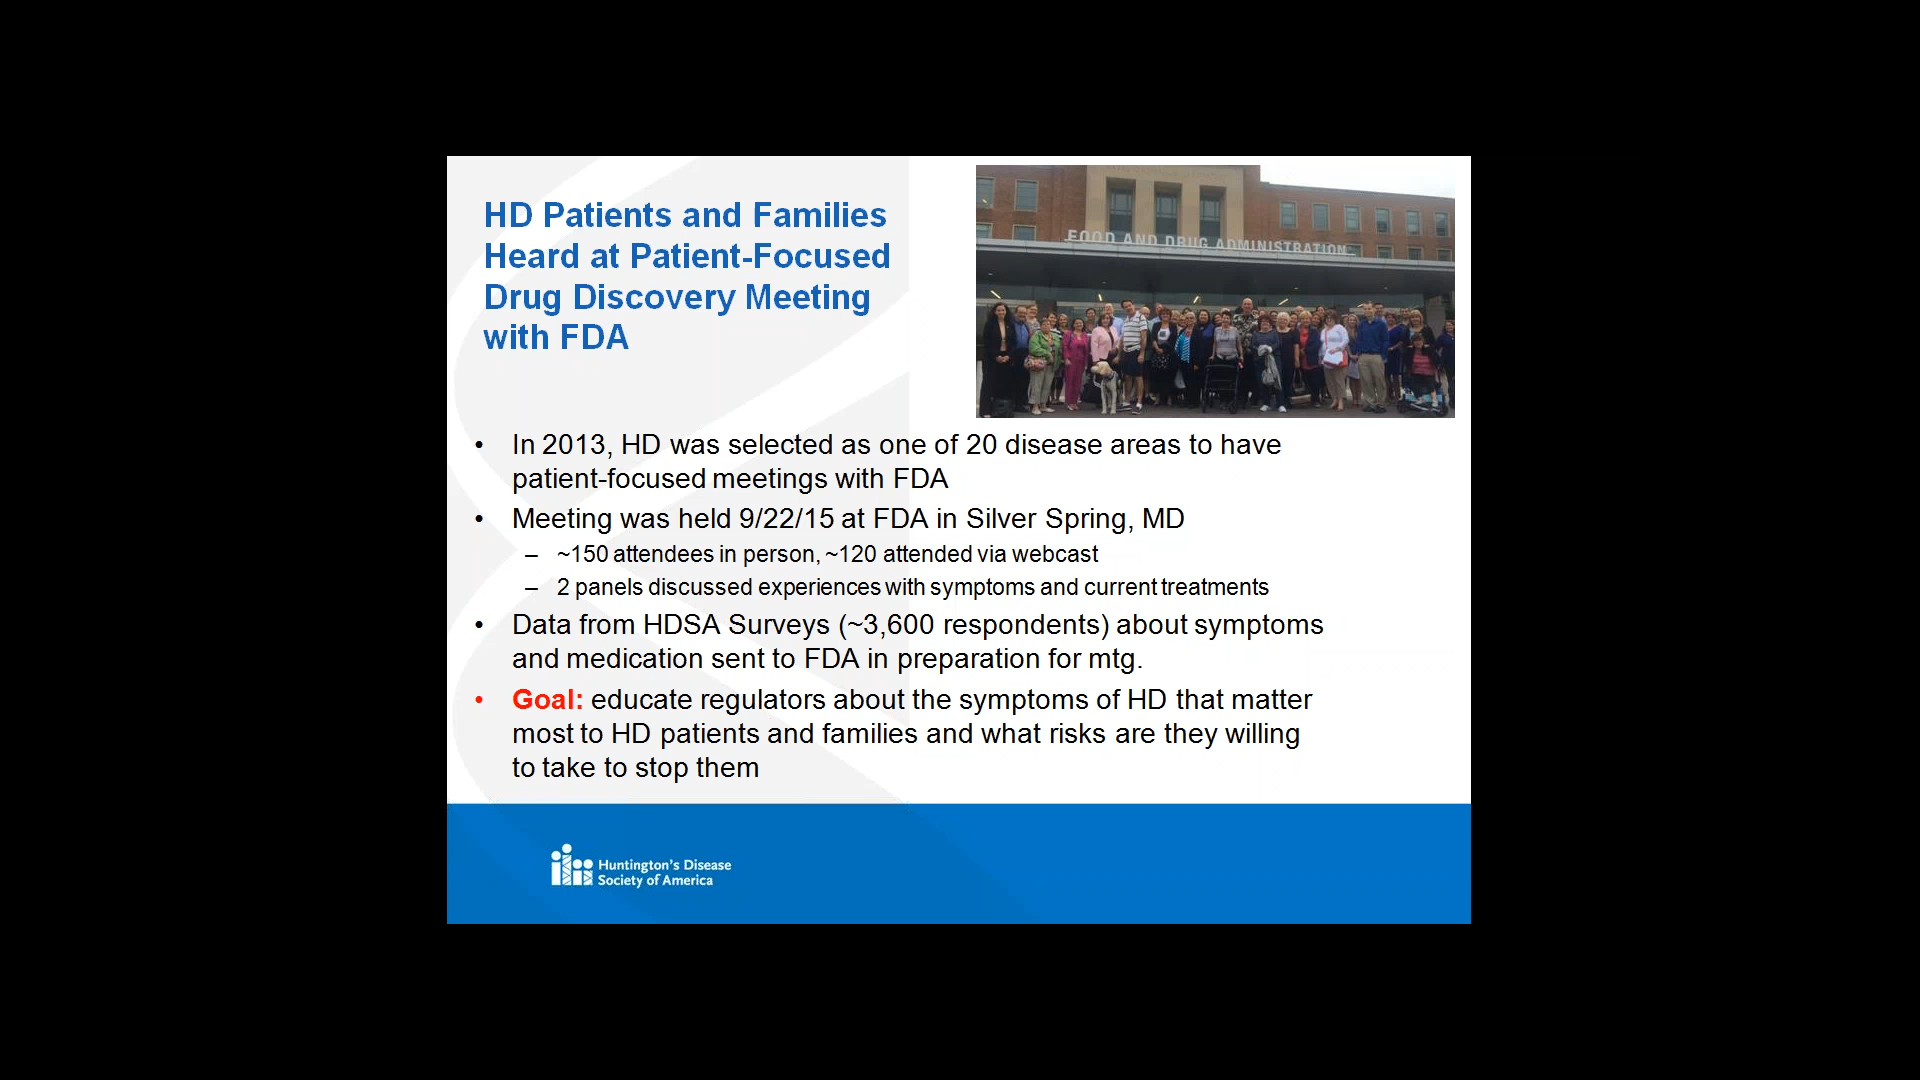 HD Patients and Families
Heard at Patient-Focused
Drug Discovery Meeting
with FDA
FOOD AND DRUG ADMINISTRATION
• In 2013, HD was selected as one of 20 disease areas to have
patient-focused meetings with FDA
• Meeting was held 9/22/15 at FDA in Silver Spring, MD
– ~150 attendees in person, ~120 attended via webcast
– 2 panels discussed experiences with symptoms and current treatments
• Data from HDSA Surveys (~3,600 respondents) about symptoms
and medication sent to FDA in preparation for mtg.
• Goal: educate regulators about the symptoms of HD that matter
most to HD patients and families and what risks are they willing
to take to stop them
Huntington's Disease
Society of America